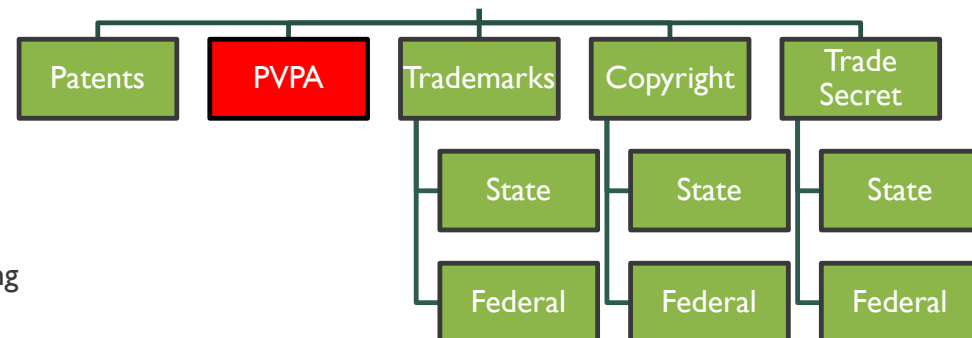 Patents
PVPA
Trademarks
Copyright
Trade
Secret
State
State
State
Federal
Federal
Federal